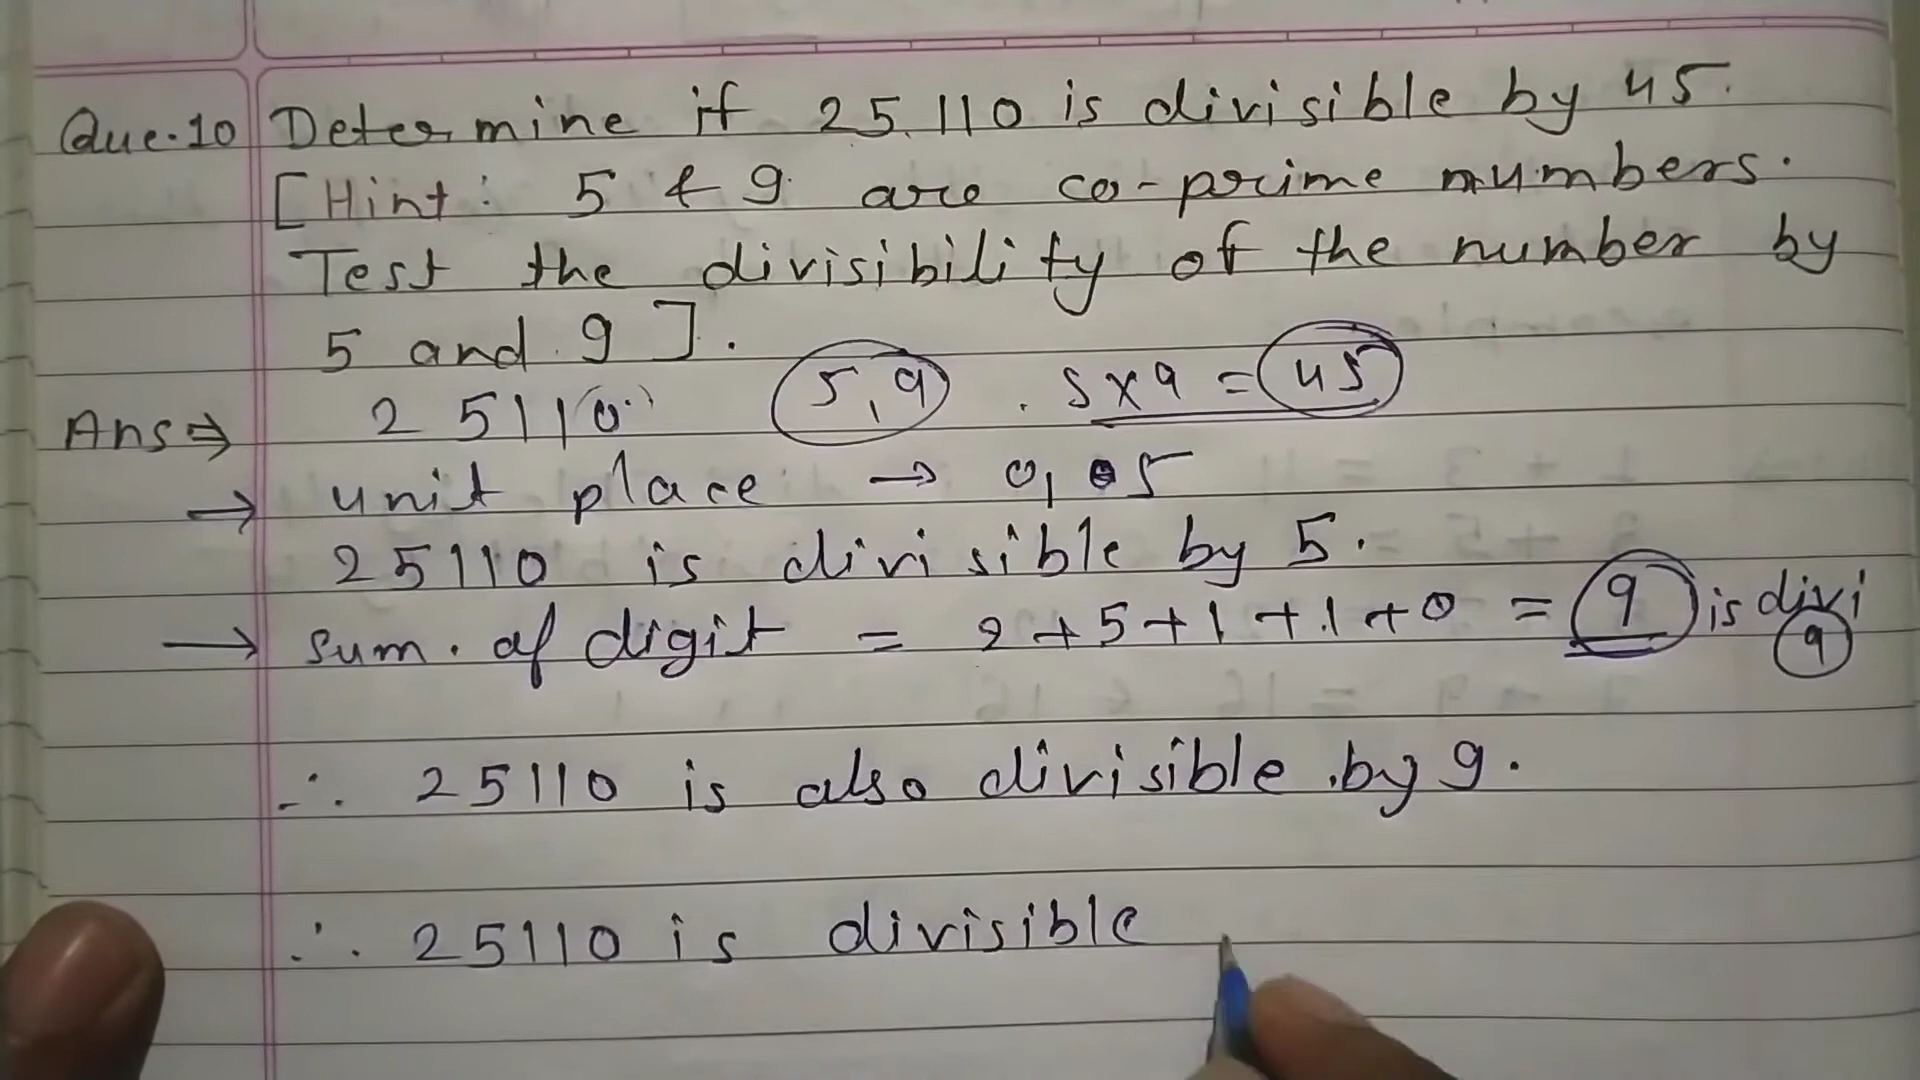 Que.10 Determine if 25110 is divisible by 45.
[Hint: 5 & 9 are co-prime numbers.
Test the divisibility of the number by
5 and 9].
Ans ⇒ 25110 5,9 . 5x9 = 45
→ unit place → 0, 5
25110 is divisible by 5.
→ sum. of digit = 2+5+1+1+0 = 9 is divi
9
∴ 25110 is also divisible by 9.
∴ 25110 is divisible